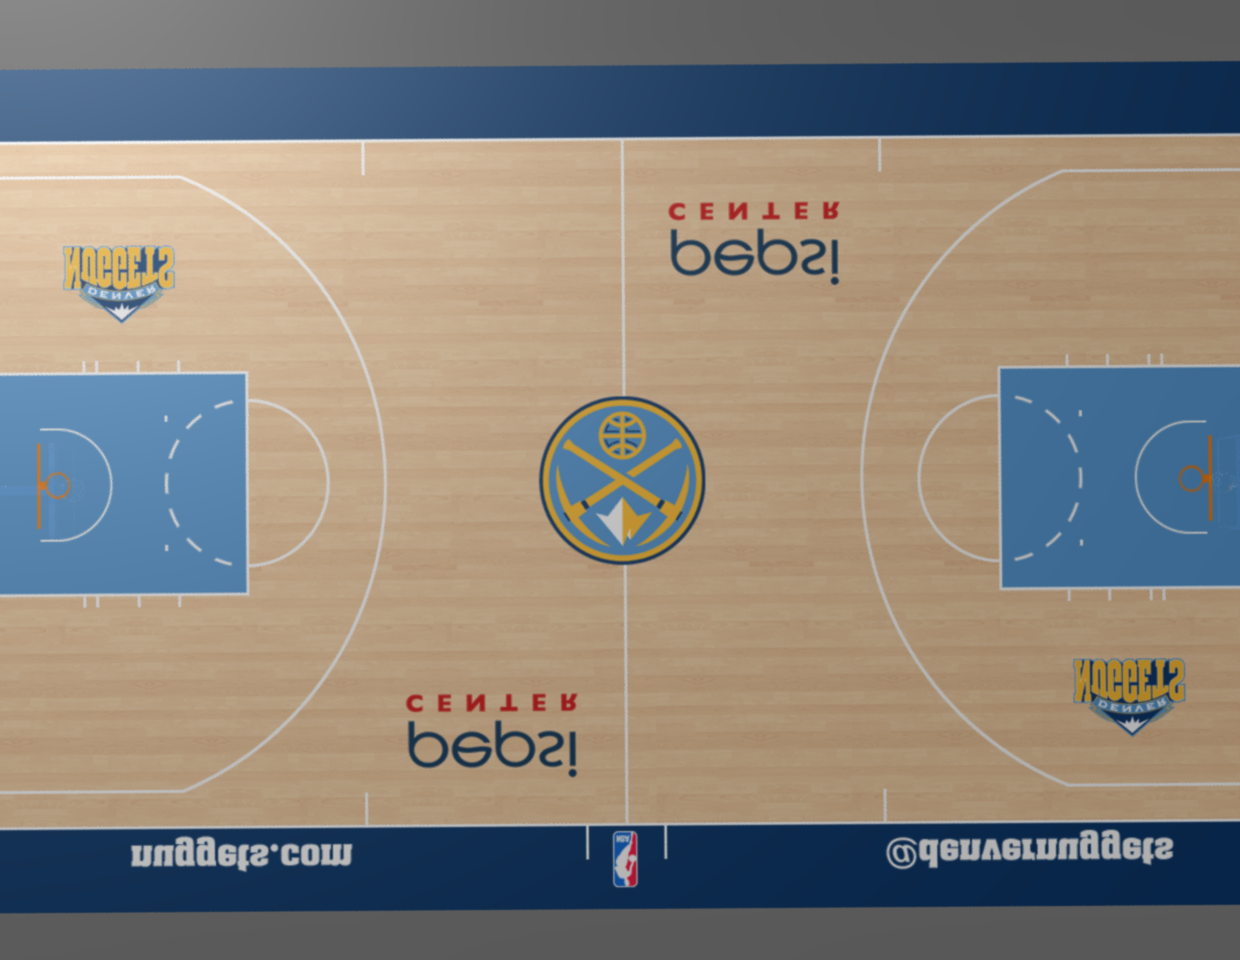 CENTER
pepsi
NUGGETS
DENVER
CENTER
pepsi
NUGGETS
DENVER
nuggets.com
NBA
@denvernuggets